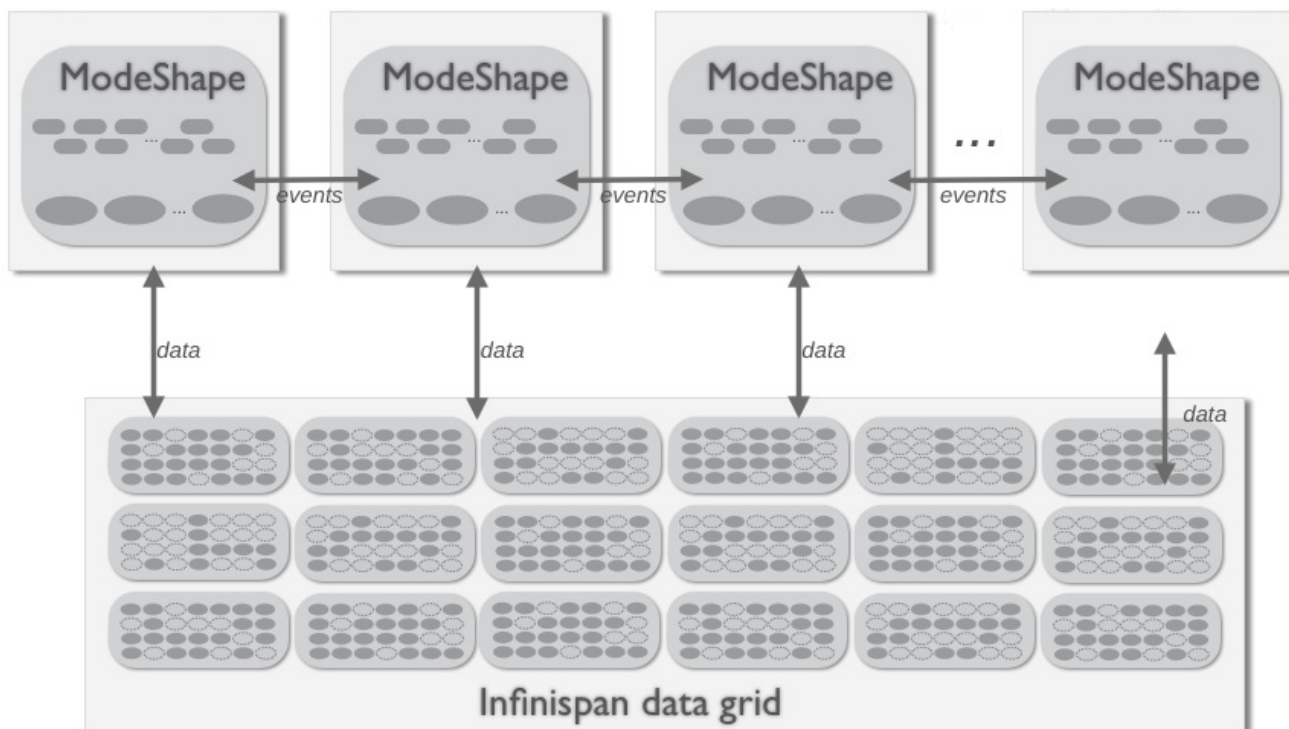 ModeShape ModeShape ModeShape ModeShape
... ... ... ...
...
events events events
... ... ... ...
data data data
data
Infinispan data grid